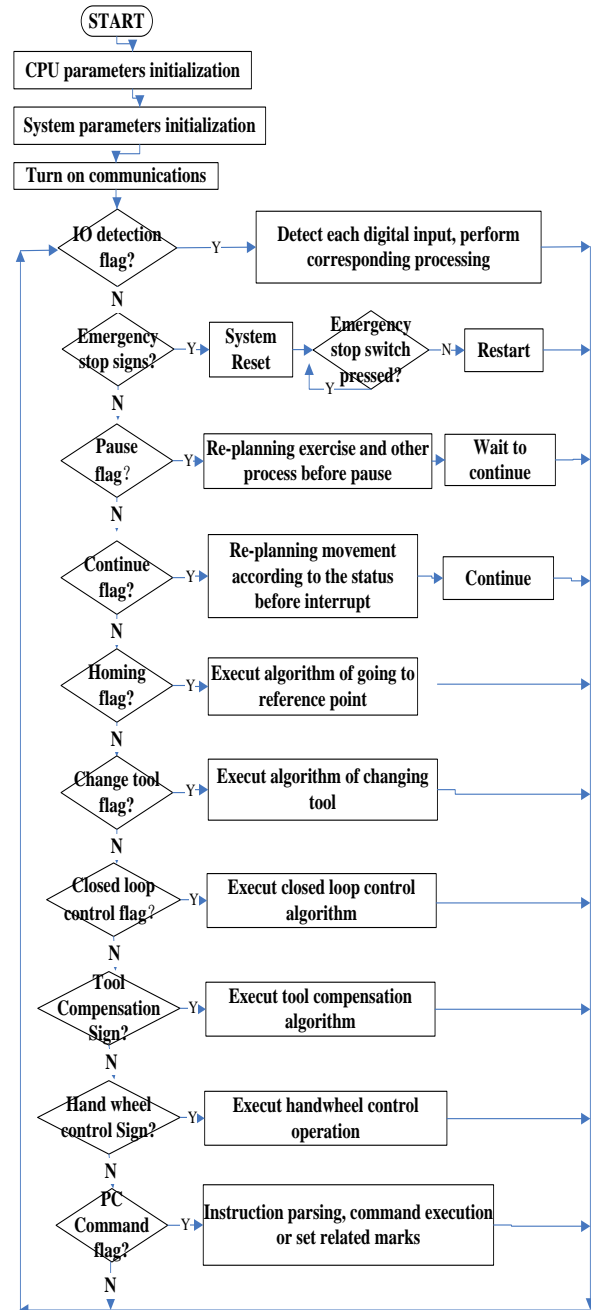 START
CPU parameters initialization
System parameters initialization
Turn on communications
IO detection
flag?
Y
Detect each digital input, perform
corresponding processing
N
Emergency
stop signs?
Y
System
Reset
Emergency
stop switch
pressed?
Y
N
Restart
N
Pause
flag?
Y
Re-planning exercise and other
process before pause
Wait to
continue
N
Continue
flag?
Y
Re-planning movement
according to the status
before interrupt
Continue
N
Homing
flag?
Y
Execut algorithm of going to
reference point
N
Change tool
flag?
Y
Execut algorithm of changing
tool
N
Closed loop
control flag?
Y
Execut closed loop control
algorithm
N
Tool
Compensation
Sign?
Y
Execut tool compensation
algorithm
N
Hand wheel
control Sign?
Y
Execut handwheel control
operation
N
PC
Command
flag?
Y
Instruction parsing, command execution
or set related marks
N